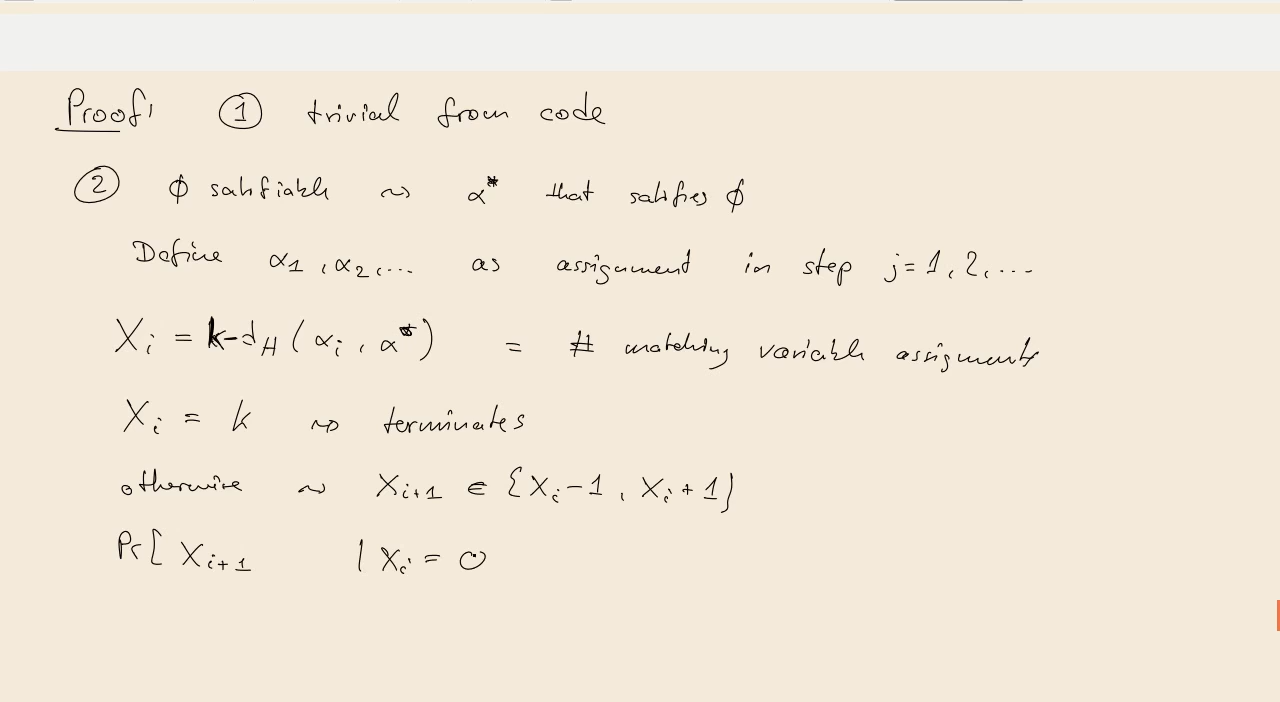 Proof: ① trivial from code
② ϕ satisfiable ⇝ α* that satisfies ϕ
Define α1, α2, ... as assignment in step j=1,2,...
Xi = k-dH(αi, α*) = # matching variable assignments
Xi = k ⇝ terminates
otherwise ⇝ Xi+1 ∈ {Xi-1, Xi+1}
Pr[ Xi+1 | Xi = 0